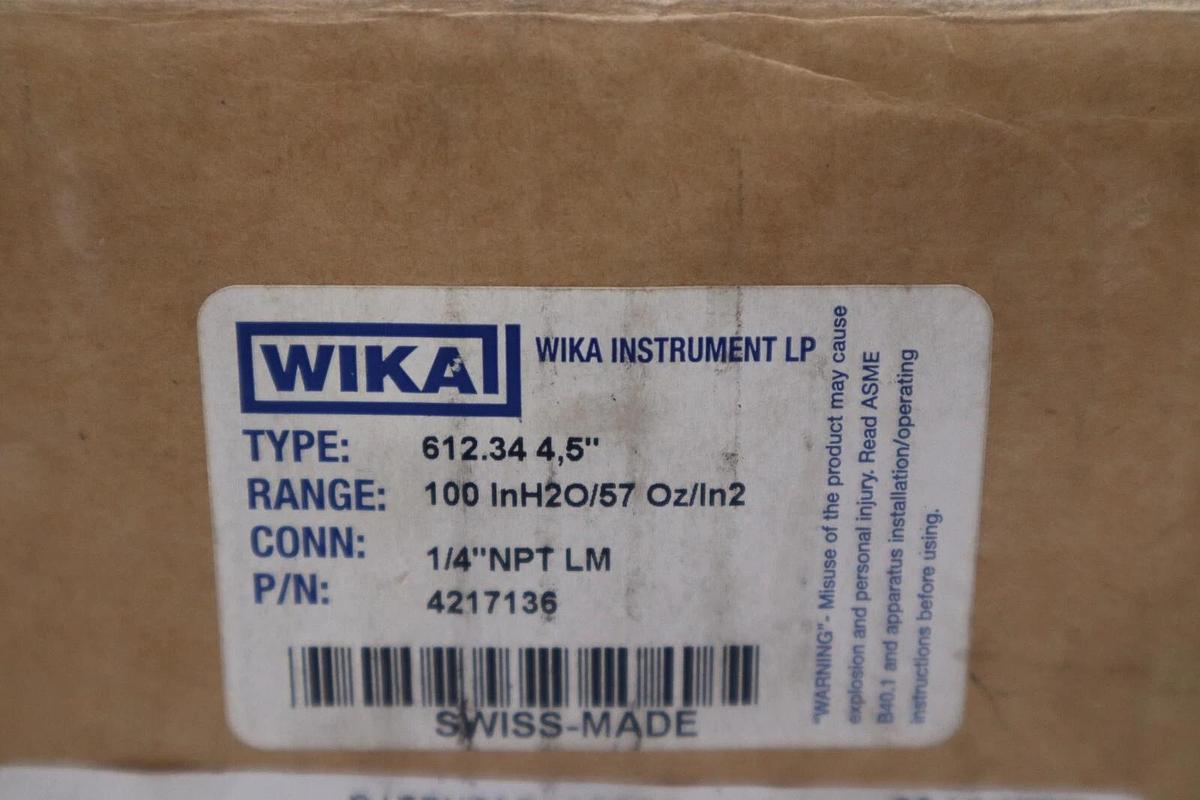 WIKA
WIKA INSTRUMENT LP
TYPE: 612.34 4,5"
RANGE: 100 InH2O/57 Oz/In2
CONN: 1/4"NPT LM
P/N: 4217136
SWISS-MADE
"WARNING"- Misuse of the product may cause
explosion and personal injury. Read ASME
B40.1 and apparatus installation/operating
instructions before using.